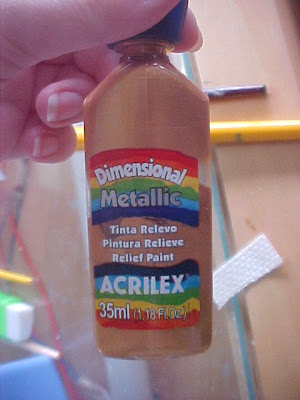 Dimensional
Metallic
Tinta Relevo
Pintura Relieve
Relief Paint
ACRILEX®
35ml (1.18 Fl.Oz.)